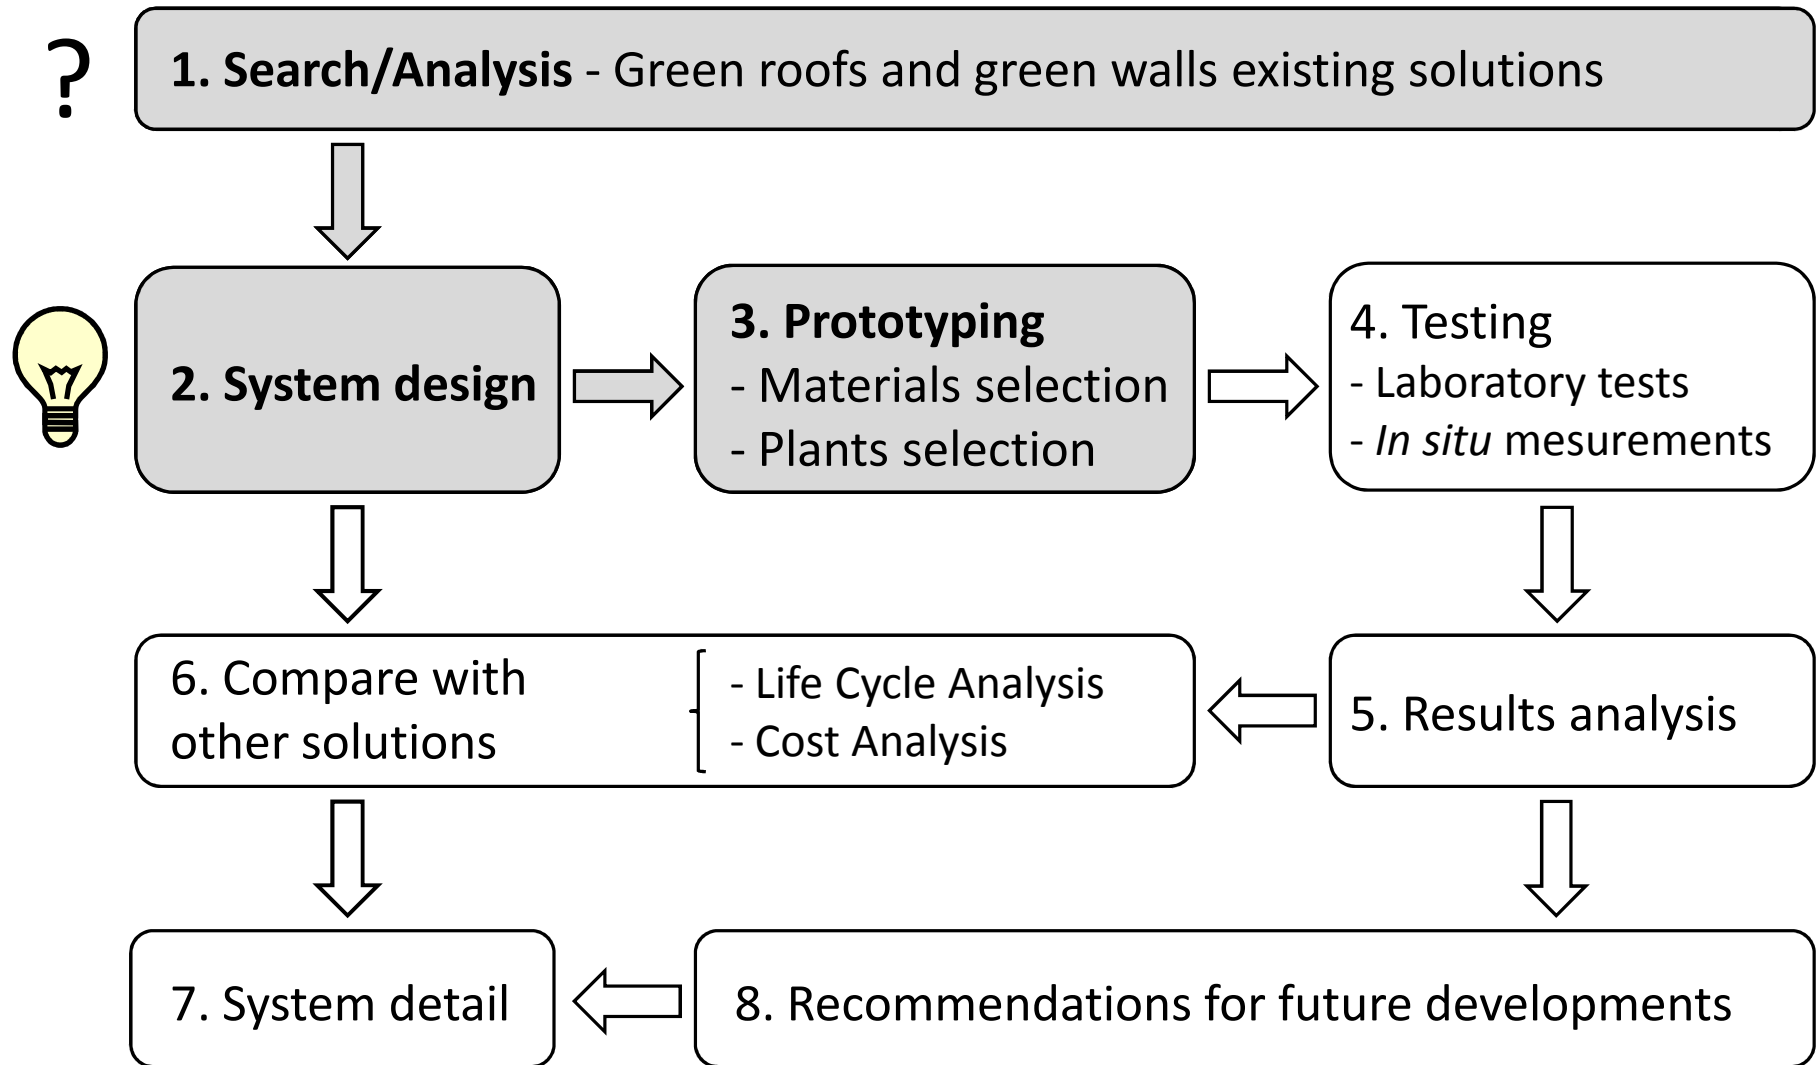 ?
1. Search/Analysis - Green roofs and green walls existing solutions
2. System design
3. Prototyping
- Materials selection
- Plants selection
4. Testing
- Laboratory tests
- In situ mesurements
6. Compare with
other solutions
- Life Cycle Analysis
- Cost Analysis
5. Results analysis
7. System detail
8. Recommendations for future developments